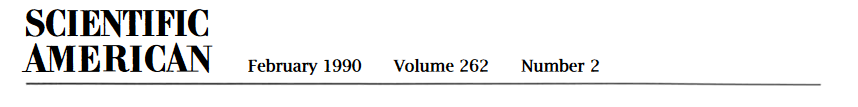 SCIENTIFIC
AMERICAN February 1990 Volume 262 Number 2